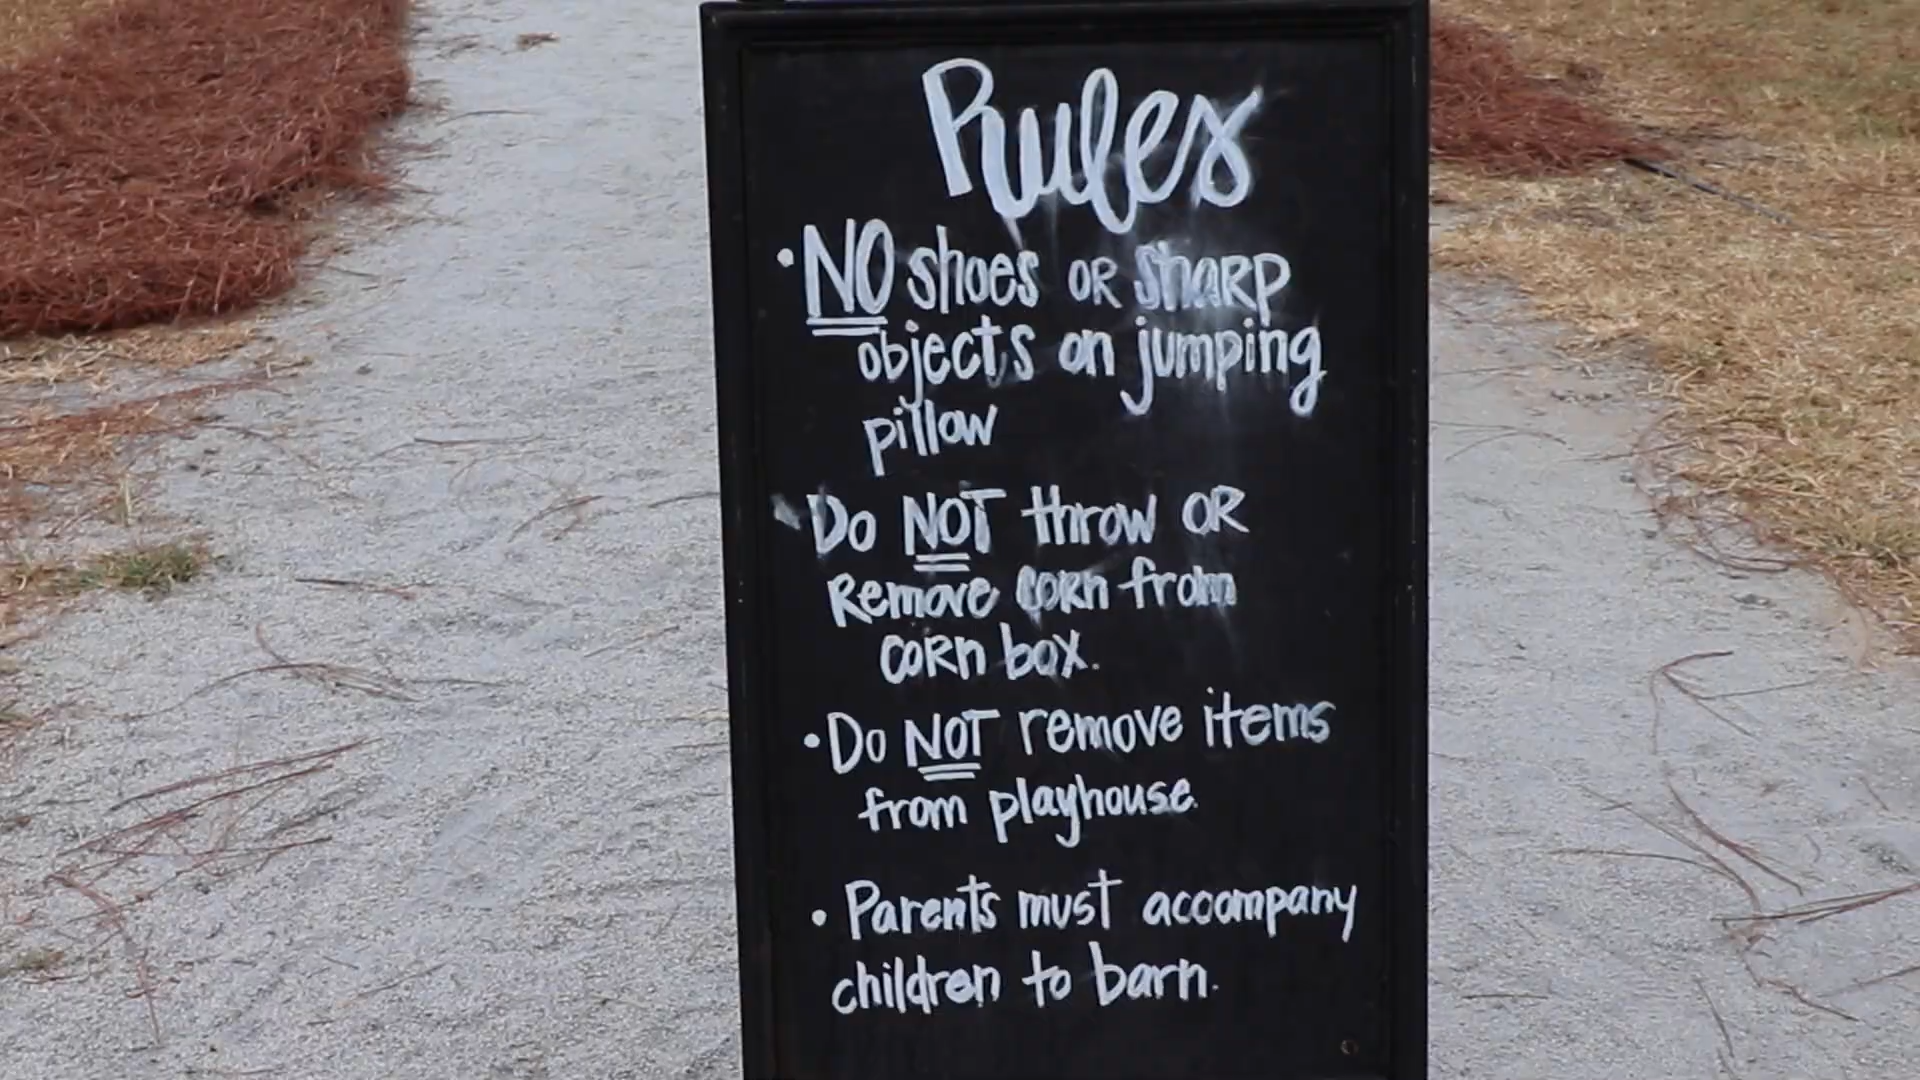 Rules
• NO shoes OR sharp
objects on jumping
pillow
Do NOT throw OR
Remove corn from
corn box.
• Do NOT remove items
from playhouse.
• Parents must accompany
children to barn.